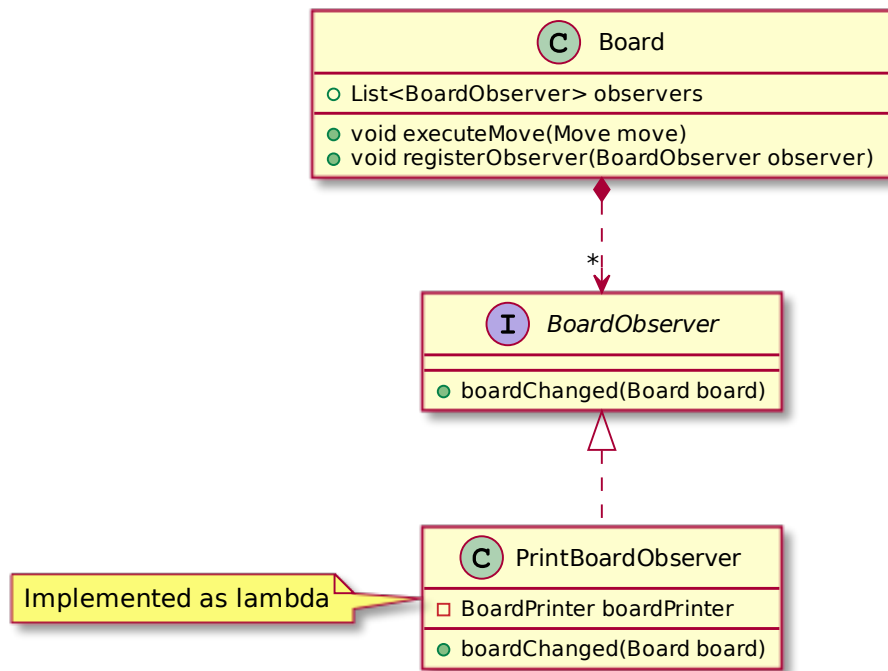 C Board
List<BoardObserver> observers
void executeMove(Move move)
void registerObserver(BoardObserver observer)
*
I BoardObserver
boardChanged(Board board)
C PrintBoardObserver
Implemented as lambda
BoardPrinter boardPrinter
boardChanged(Board board)